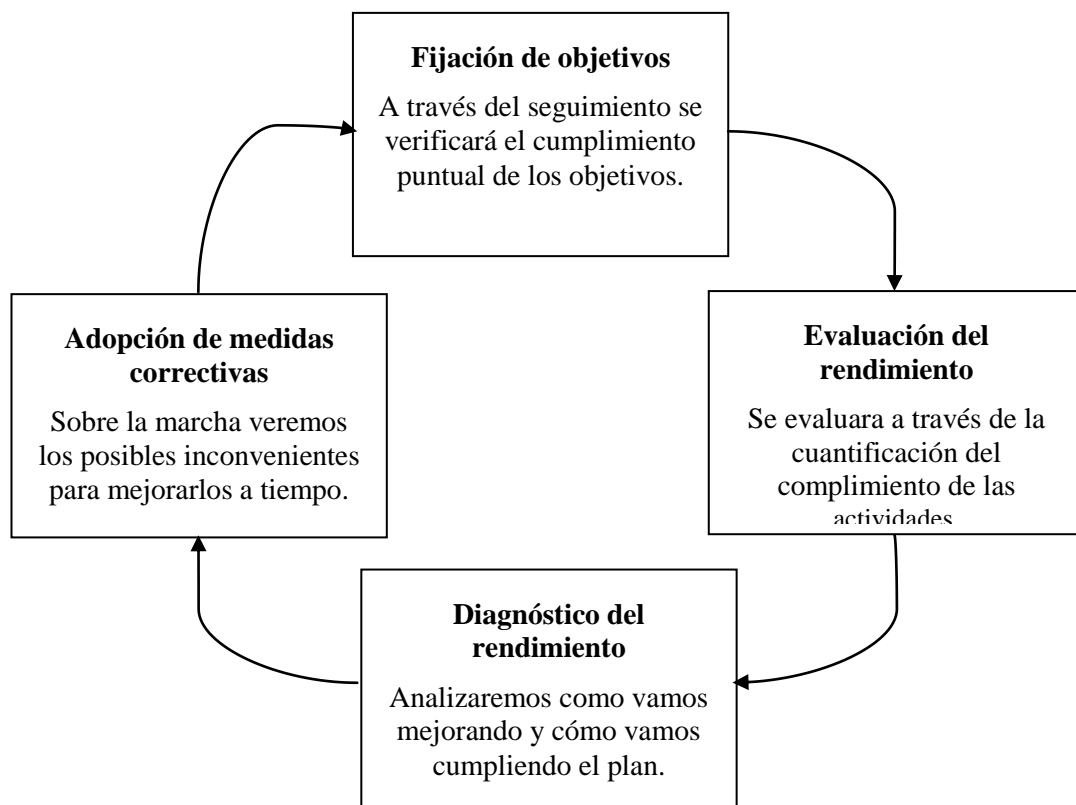 Fijación de objetivos
A través del seguimiento se
verificará el cumplimiento
puntual de los objetivos.
Evaluación del
rendimiento
Se evaluara a través de la
cuantificación del
complimiento de las
actividades
Diagnóstico del
rendimiento
Analizaremos como vamos
mejorando y cómo vamos
cumpliendo el plan.
Adopción de medidas
correctivas
Sobre la marcha veremos
los posibles inconvenientes
para mejorarlos a tiempo.